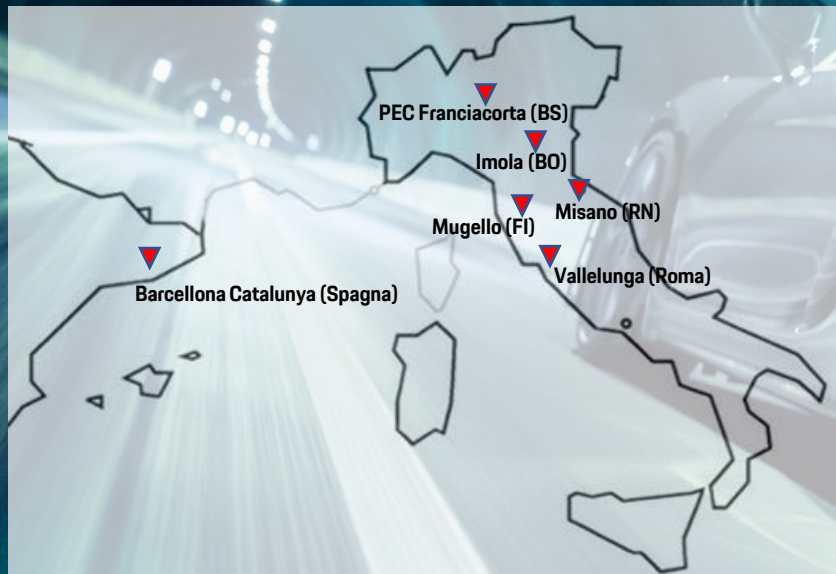 PEC Franciacorta (BS)
Imola (BO)
Misano (RN)
Mugello (FI)
Vallelunga (Roma)
Barcellona Catalunya (Spagna)